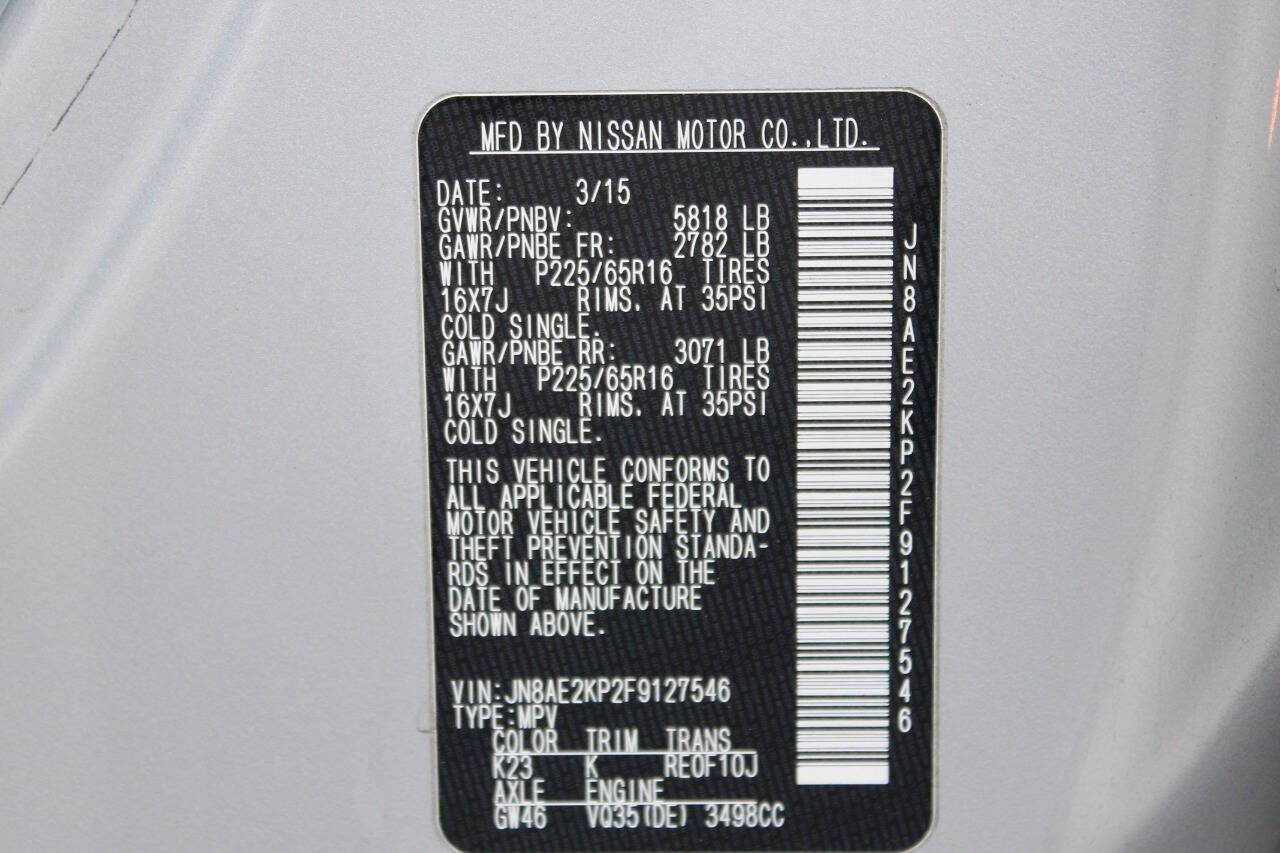 MFD BY NISSAN MOTOR CO.,LTD.
DATE: 3/15
GVWR/PNBV: 5818 LB
GAWR/PNBE FR: 2782 LB
WITH P225/65R16 TIRES
16X7J RIMS. AT 35PSI
COLD SINGLE.
GAWR/PNBE RR: 3071 LB
WITH P225/65R16 TIRES
16X7J RIMS. AT 35PSI
COLD SINGLE.
THIS VEHICLE CONFORMS TO
ALL APPLICABLE FEDERAL
MOTOR VEHICLE SAFETY AND
THEFT PREVENTION STANDA-
RDS IN EFFECT ON THE
DATE OF MANUFACTURE
SHOWN ABOVE.
VIN:JN8AE2KP2F9127546
TYPE:MPV
COLOR TRIM TRANS
K23 K RE0F10J
AXLE ENGINE
GW46 VQ35(DE) 3498CC
JN8AE2KP2F9127546